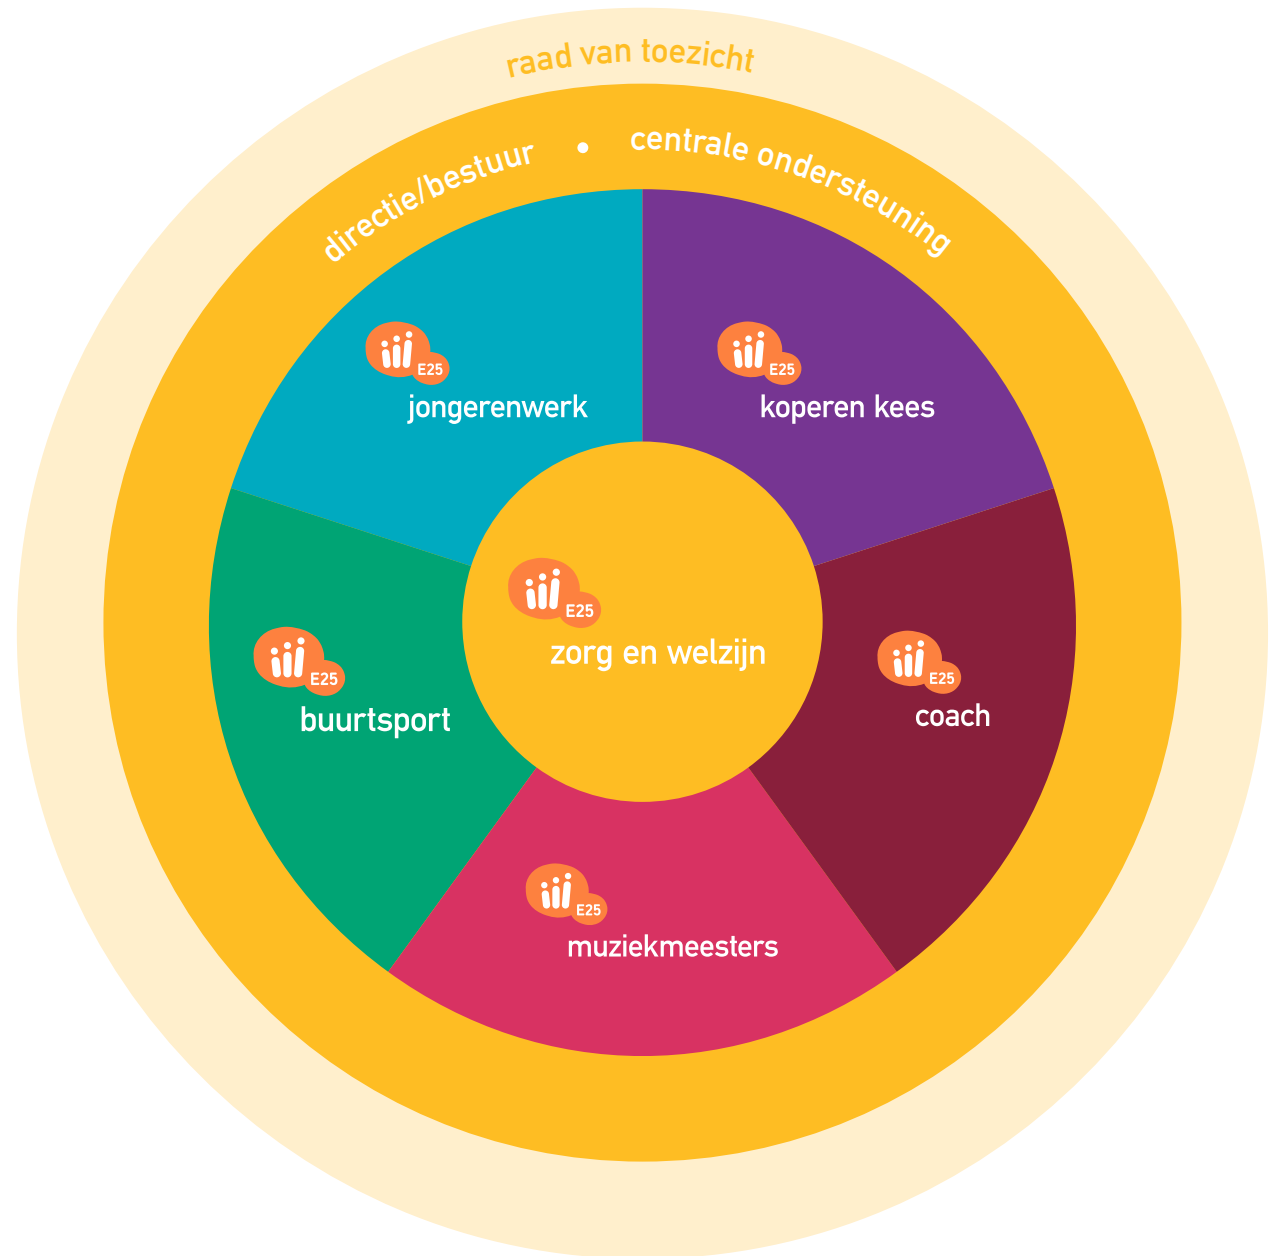 raad van toezicht
directie/bestuur • centrale ondersteuning
E25
jongerenwerk
E25
koperen kees
E25
zorg en welzijn
E25
buurtsport
E25
coach
E25
muziekmeesters